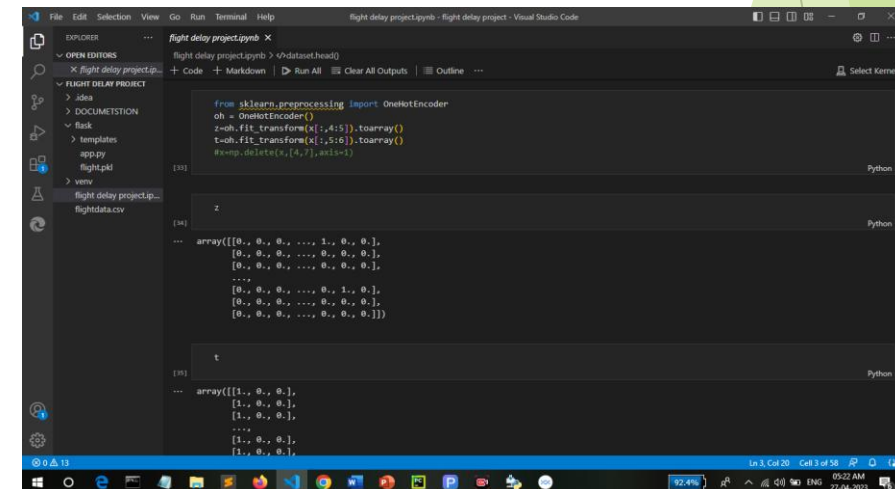 File Edit Selection View Go Run Terminal Help
flight delay project.ipynb - flight delay project - Visual Studio Code
EXPLORER
OPEN EDITORS
flight delay project.ip...
FLIGHT DELAY PROJECT
.idea
DOCUMETSTION
flask
templates
app.py
flight.pkl
venv
flight delay project.ip...
flightdata.csv
flight delay project.ipynb
flight delay project.ipynb > dataset.head()
+ Code + Markdown | Run All Clear All Outputs | Outline ...
Select Kerne
from sklearn.preprocessing import OneHotEncoder
oh = OneHotEncoder()
z=oh.fit_transform(x[:,4:5]).toarray()
t=oh.fit_transform(x[:,5:6]).toarray()
#x=np.delete(x,[4,7],axis=1)
[33]
Python
z
[34]
Python
... array([[0., 0., 0., ..., 1., 0., 0.],
[0., 0., 0., ..., 0., 0., 0.],
[0., 0., 0., ..., 0., 0., 0.],
...,
[0., 0., 0., ..., 0., 1., 0.],
[0., 0., 0., ..., 0., 0., 0.],
[0., 0., 0., ..., 0., 0., 0.]])
t
[35]
Python
... array([[1., 0., 0.],
[1., 0., 0.],
[1., 0., 0.],
...,
[1., 0., 0.],
[1., 0., 0.],
0 13
Ln 3, Col 20 Cell 3 of 58
92.4%
ENG
05:22 AM
27-04-2023